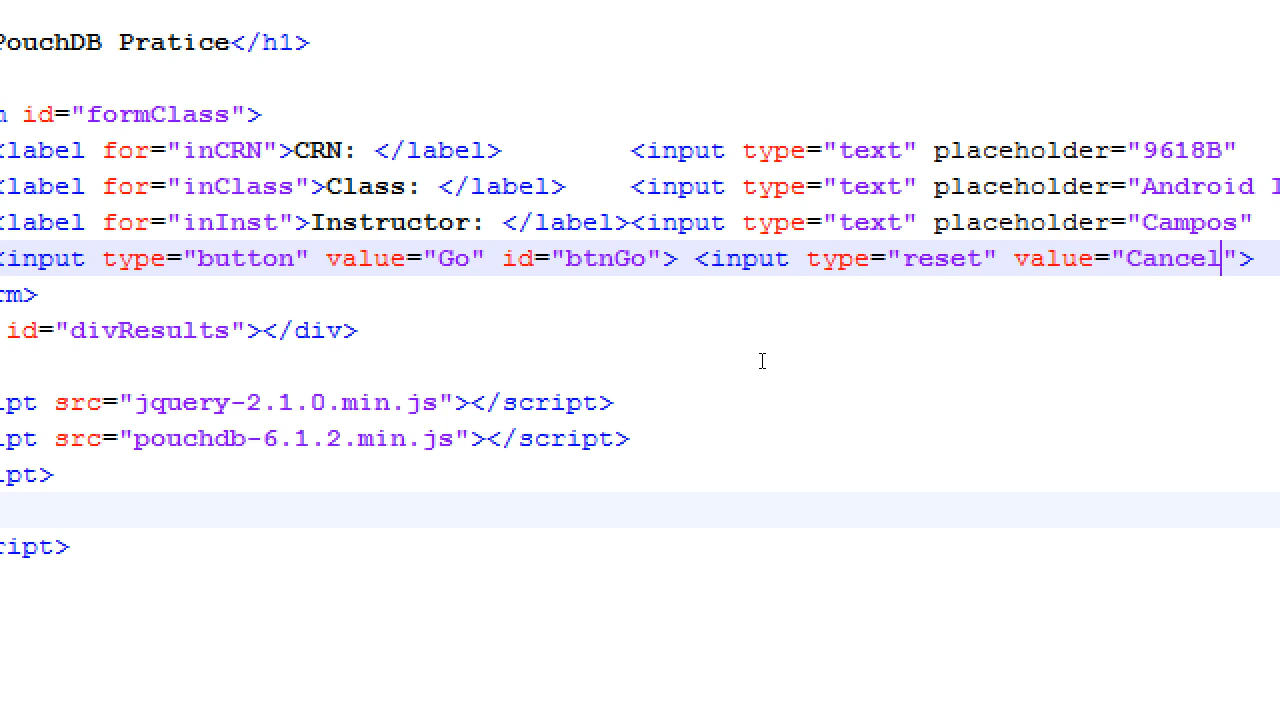 PouchDB Pratice</h1>
id="formClass">
<label for="inCRN">CRN: </label> <input type="text" placeholder="9618B"
<label for="inClass">Class: </label> <input type="text" placeholder="Android
<label for="inInst">Instructor: </label><input type="text" placeholder="Campos"
<input type="button" value="Go" id="btnGo"> <input type="reset" value="Cancel">
rm>
id="divResults"></div>
ipt src="jquery-2.1.0.min.js"></script>
ipt src="pouchdb-6.1.2.min.js"></script>
ipt>
ript>